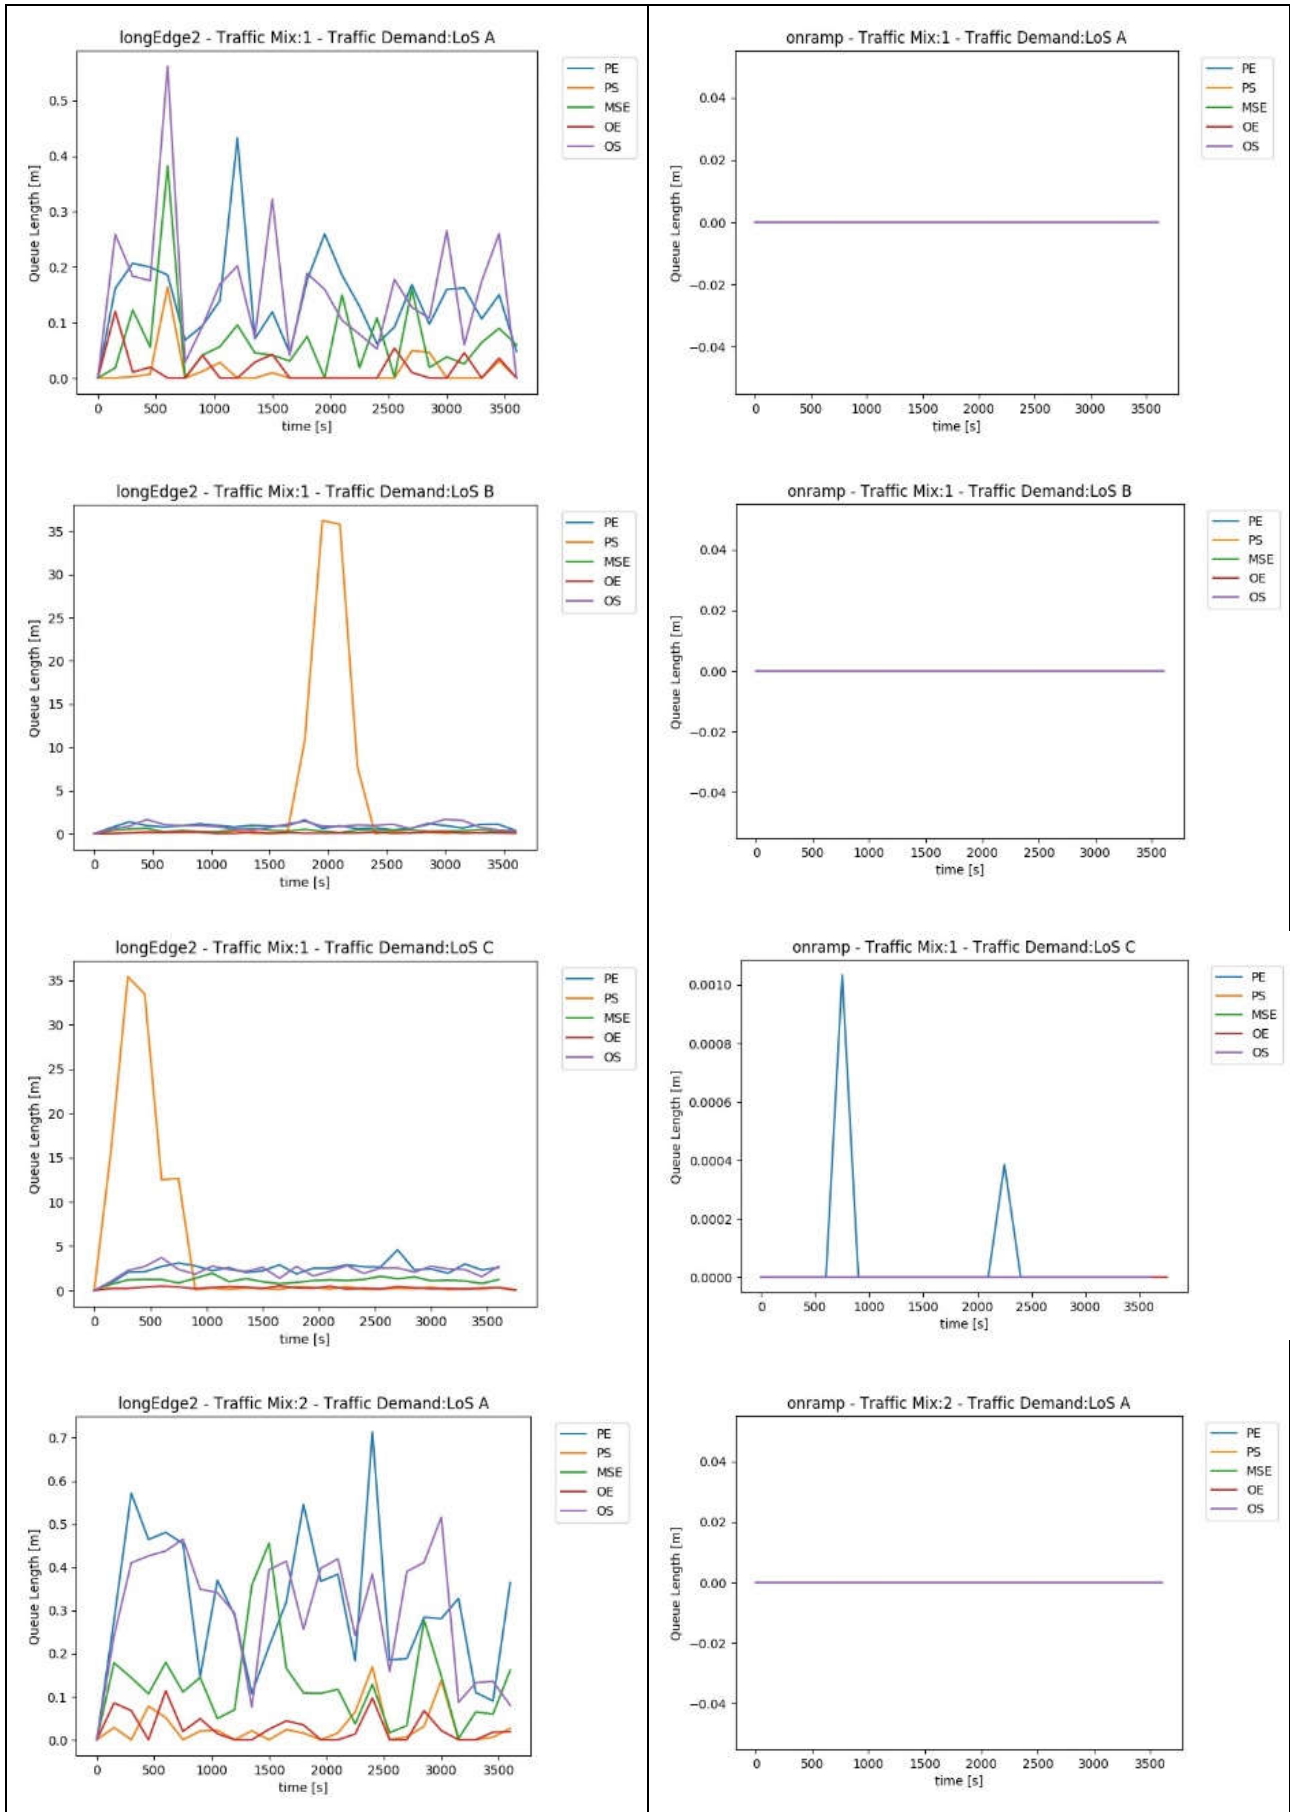 longEdge2 - Traffic Mix:1 - Traffic Demand:LoS A
PE
PS
MSE
OE
OS
Queue Length [m]
0.5
0.4
0.3
0.2
0.1
0.0
0 500 1000 1500 2000 2500 3000 3500
time [s]
onramp - Traffic Mix:1 - Traffic Demand:LoS A
PE
PS
MSE
OE
OS
Queue Length [m]
0.04
0.02
0.00
−0.02
−0.04
0 500 1000 1500 2000 2500 3000 3500
time [s]
longEdge2 - Traffic Mix:1 - Traffic Demand:LoS B
PE
PS
MSE
OE
OS
Queue Length [m]
35
30
25
20
15
10
5
0
0 500 1000 1500 2000 2500 3000 3500
time [s]
onramp - Traffic Mix:1 - Traffic Demand:LoS B
PE
PS
MSE
OE
OS
Queue Length [m]
0.04
0.02
0.00
−0.02
−0.04
0 500 1000 1500 2000 2500 3000 3500
time [s]
longEdge2 - Traffic Mix:1 - Traffic Demand:LoS C
PE
PS
MSE
OE
OS
Queue Length [m]
35
30
25
20
15
10
5
0
0 500 1000 1500 2000 2500 3000 3500
time [s]
onramp - Traffic Mix:1 - Traffic Demand:LoS C
PE
PS
MSE
OE
OS
Queue Length [m]
0.0010
0.0008
0.0006
0.0004
0.0002
0.0000
0 500 1000 1500 2000 2500 3000 3500
time [s]
longEdge2 - Traffic Mix:2 - Traffic Demand:LoS A
PE
PS
MSE
OE
OS
Queue Length [m]
0.7
0.6
0.5
0.4
0.3
0.2
0.1
0.0
0 500 1000 1500 2000 2500 3000 3500
time [s]
onramp - Traffic Mix:2 - Traffic Demand:LoS A
PE
PS
MSE
OE
OS
Queue Length [m]
0.04
0.02
0.00
−0.02
−0.04
0 500 1000 1500 2000 2500 3000 3500
time [s]